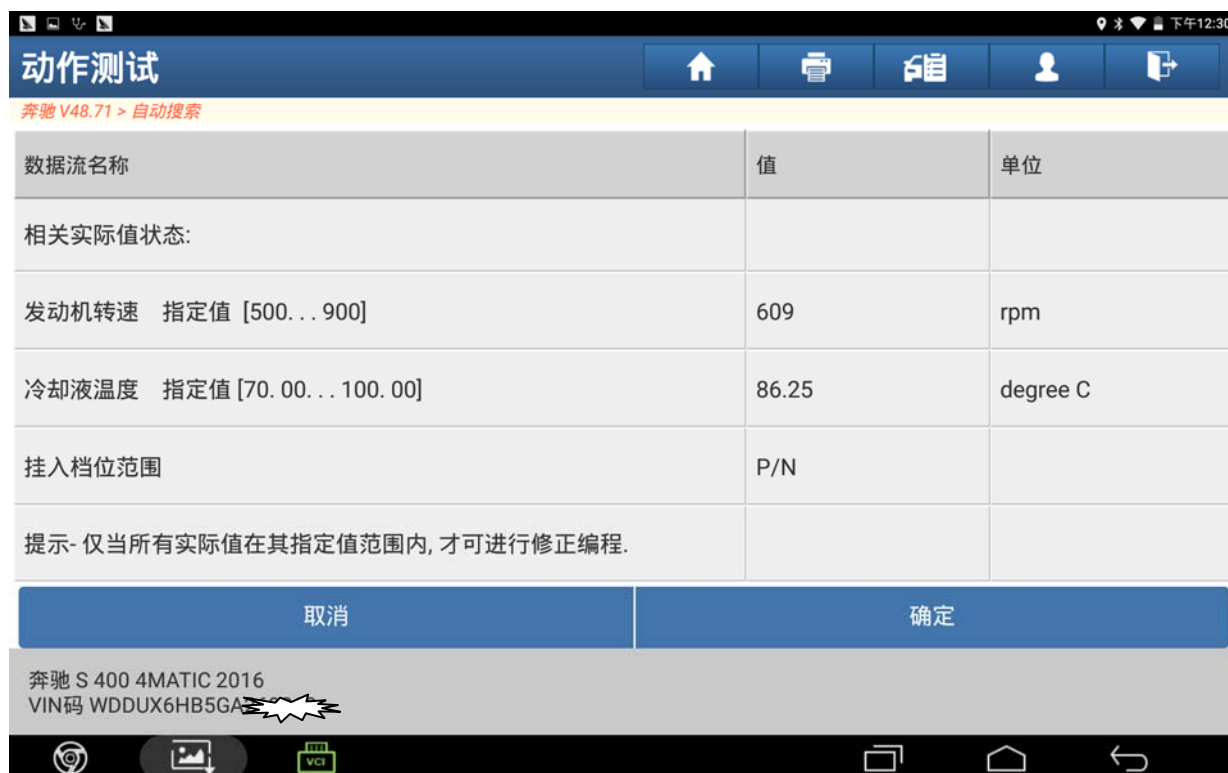 下午12:30
动作测试
奔驰 V48.71 > 自动搜索
数据流名称 值 单位
相关实际值状态:
发动机转速 指定值 [500. . . 900] 609 rpm
冷却液温度 指定值 [70. 00. . . 100. 00] 86.25 degree C
挂入档位范围 P/N
提示- 仅当所有实际值在其指定值范围内, 才可进行修正编程.
取消 确定
奔驰 S 400 4MATIC 2016
VIN码 WDDUX6HB5GA
VCI